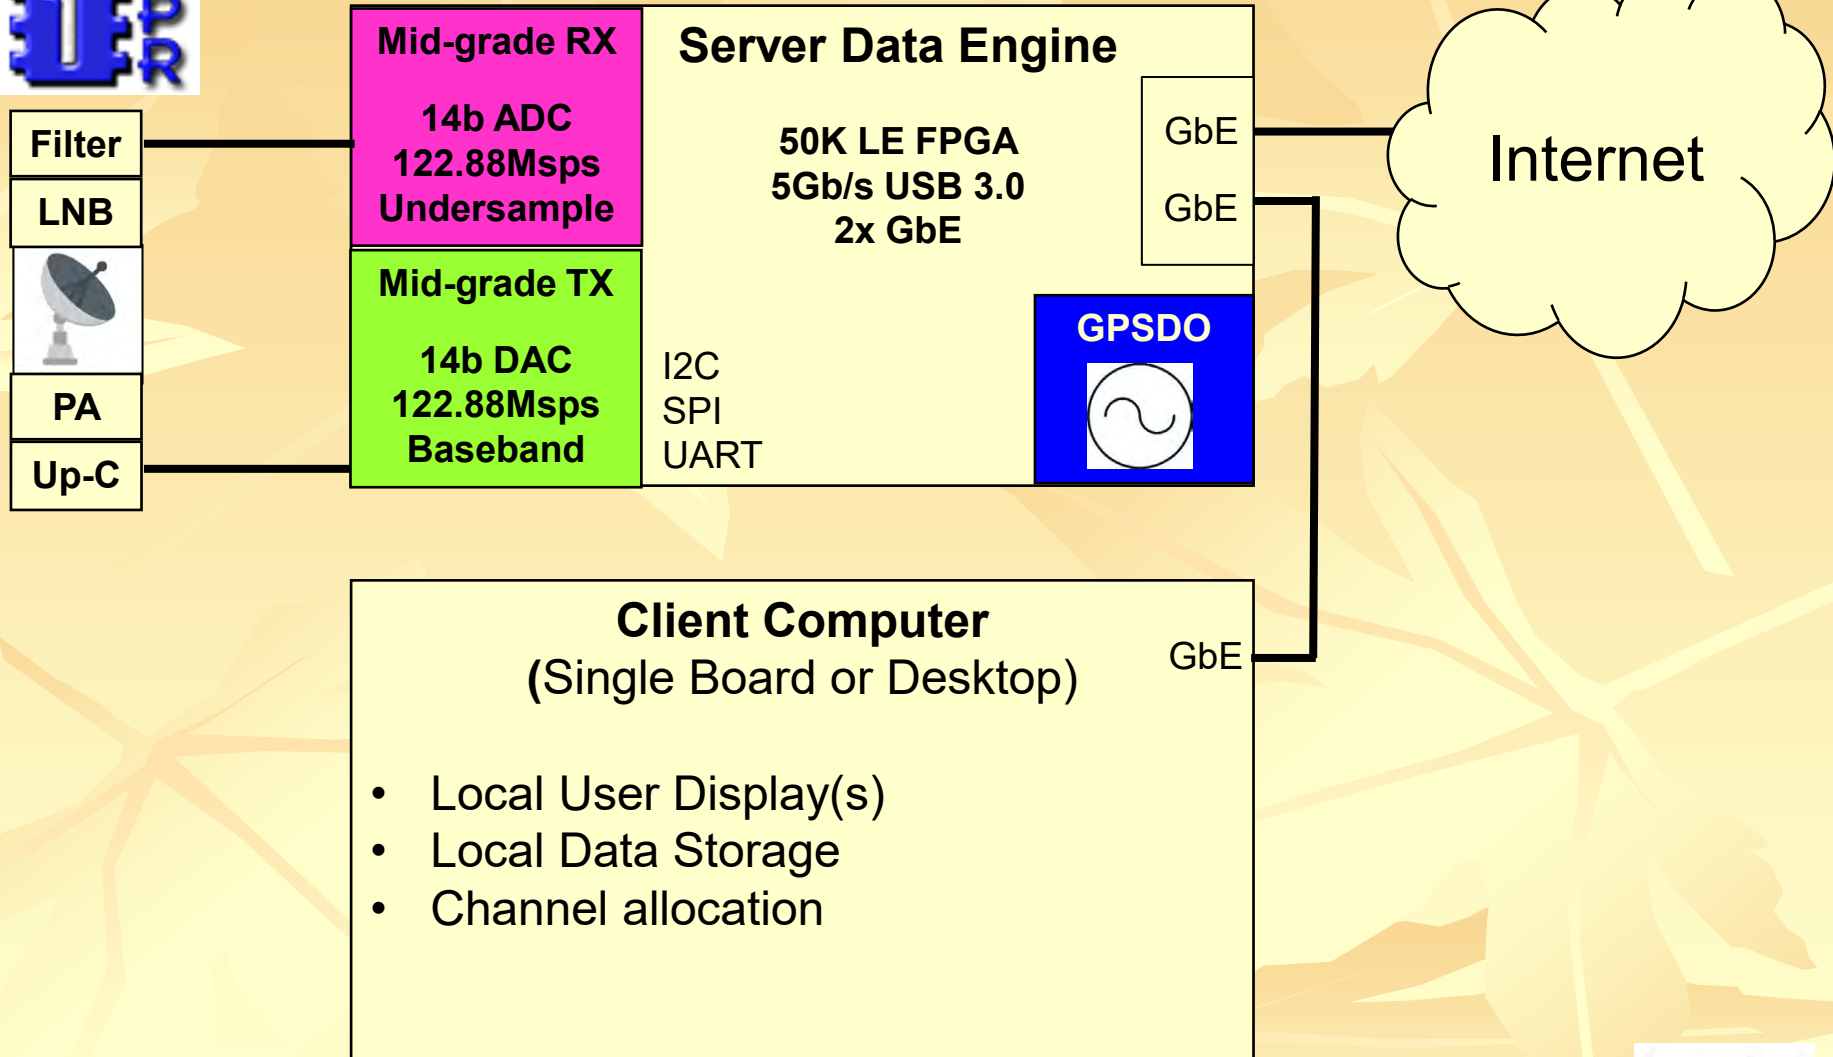 PR
Filter
LNB
PA
Up-C
Mid-grade RX
14b ADC
122.88Msps
Undersample
Mid-grade TX
14b DAC
122.88Msps
Baseband
Server Data Engine
50K LE FPGA
5Gb/s USB 3.0
2x GbE
I2C
SPI
UART
GbE
GbE
GPSDO
Internet
Client Computer
(Single Board or Desktop)
GbE
• Local User Display(s)
• Local Data Storage
• Channel allocation